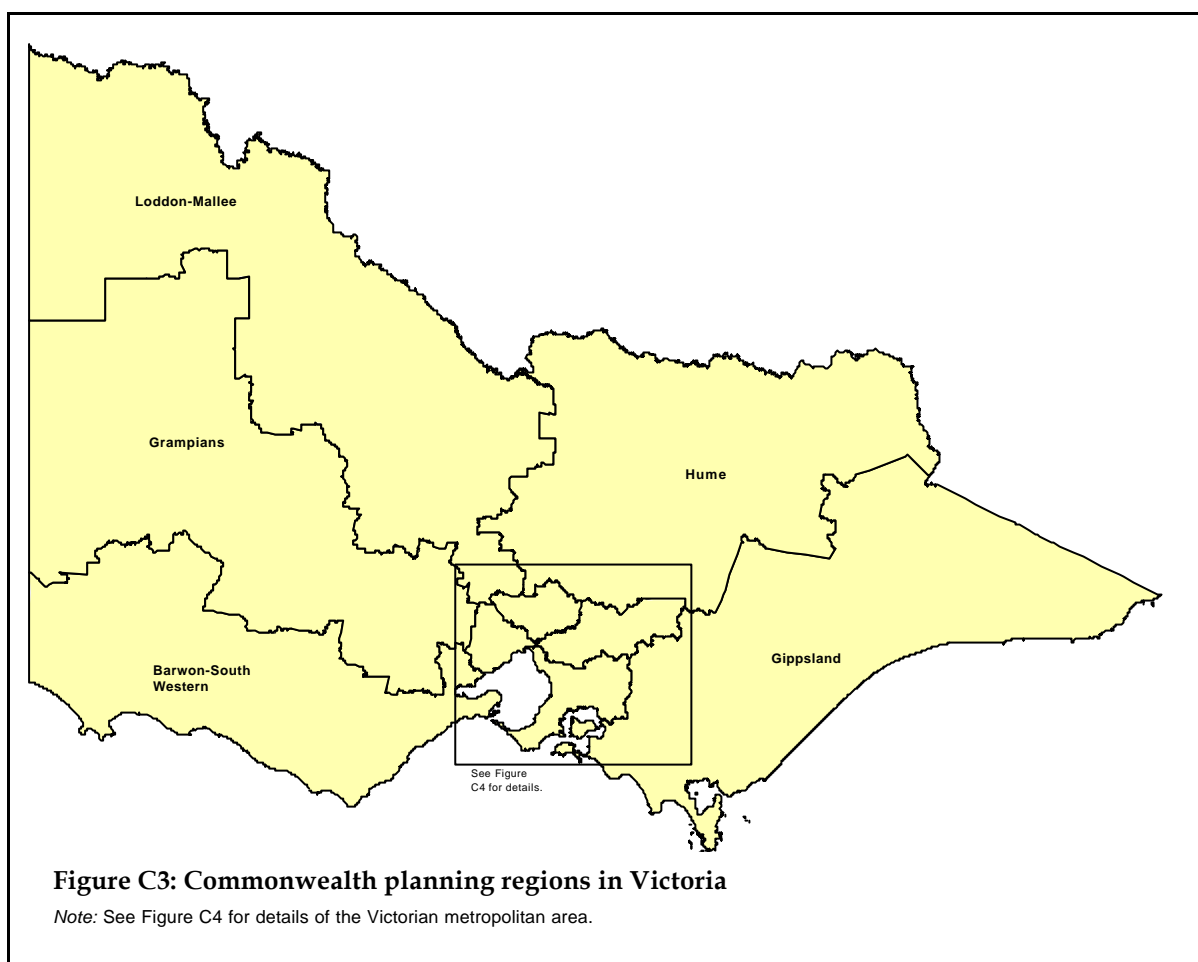 Loddon-Mallee
Grampians
Hume
Barwon-South
Western
Gippsland
See Figure
C4 for details.
Figure C3: Commonwealth planning regions in Victoria
Note: See Figure C4 for details of the Victorian metropolitan area.